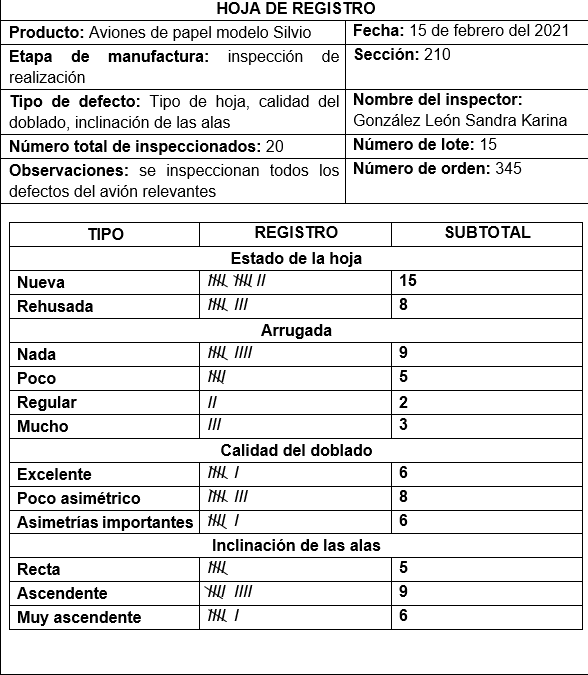 HOJA DE REGISTRO
Producto: Aviones de papel modelo Silvio
Fecha: 15 de febrero del 2021
Etapa de manufactura: inspección de
realización
Sección: 210
Tipo de defecto: Tipo de hoja, calidad del
doblado, inclinación de las alas
Nombre del inspector:
González León Sandra Karina
Número total de inspeccionados: 20
Número de lote: 15
Observaciones: se inspeccionan todos los
defectos del avión relevantes
Número de orden: 345
TIPO REGISTRO SUBTOTAL
Estado de la hoja
Nueva //// //// // 15
Rehusada //// /// 8
Arrugada
Nada //// //// 9
Poco //// 5
Regular // 2
Mucho /// 3
Calidad del doblado
Excelente //// / 6
Poco asimétrico //// /// 8
Asimetrías importantes //// / 6
Inclinación de las alas
Recta //// 5
Ascendente //// //// 9
Muy ascendente //// / 6